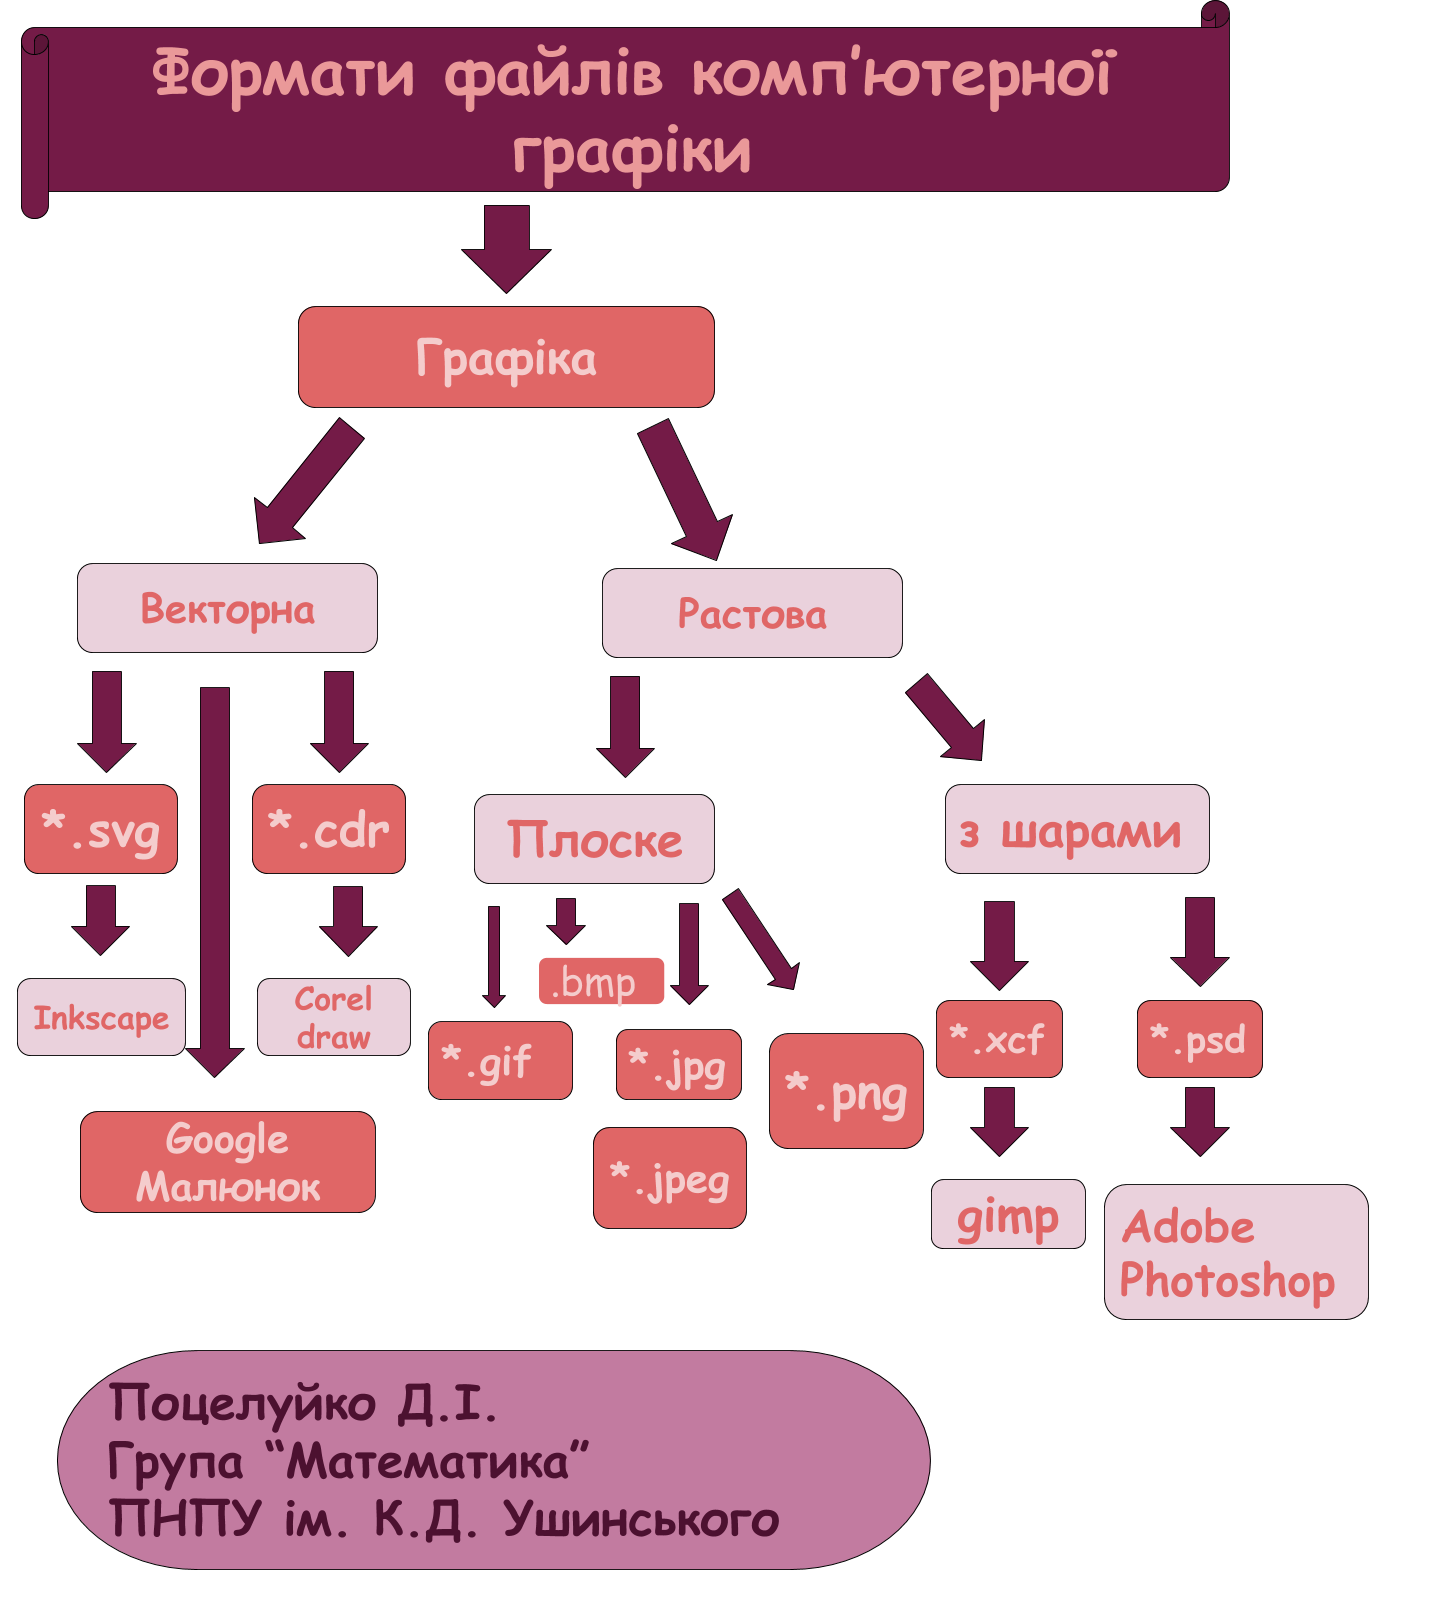 Формати файлів комп'ютерної
графіки
Графіка
Векторна
Растова
*.svg
*.cdr
Плоске
з шарами
Inkscape
Corel
draw
.bmp
*.gif
*.jpg
*.png
*.xcf
*.psd
Google
Малюнок
*.jpeg
gimp
Adobe
Photoshop
Поцелуйко Д.І.
Група “Математика”
ПНПУ ім. К.Д. Ушинського